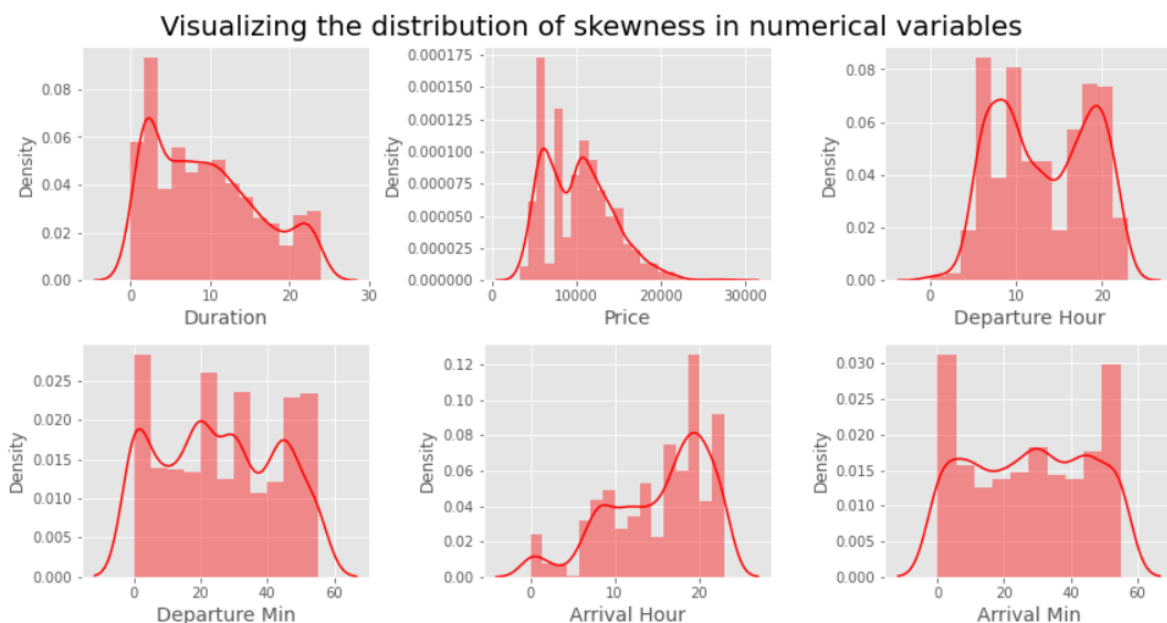 Visualizing the distribution of skewness in numerical variables
Density
0.08
0.06
0.04
0.02
0.00
0 10 20 30
Duration
Density
0.000175
0.000150
0.000125
0.000100
0.000075
0.000050
0.000025
0.000000
0 10000 20000 30000
Price
Density
0.08
0.06
0.04
0.02
0.00
0 10 20
Departure Hour
Density
0.025
0.020
0.015
0.010
0.005
0.000
0 20 40 60
Departure Min
Density
0.12
0.10
0.08
0.06
0.04
0.02
0.00
0 10 20
Arrival Hour
Density
0.030
0.025
0.020
0.015
0.010
0.005
0.000
0 20 40 60
Arrival Min